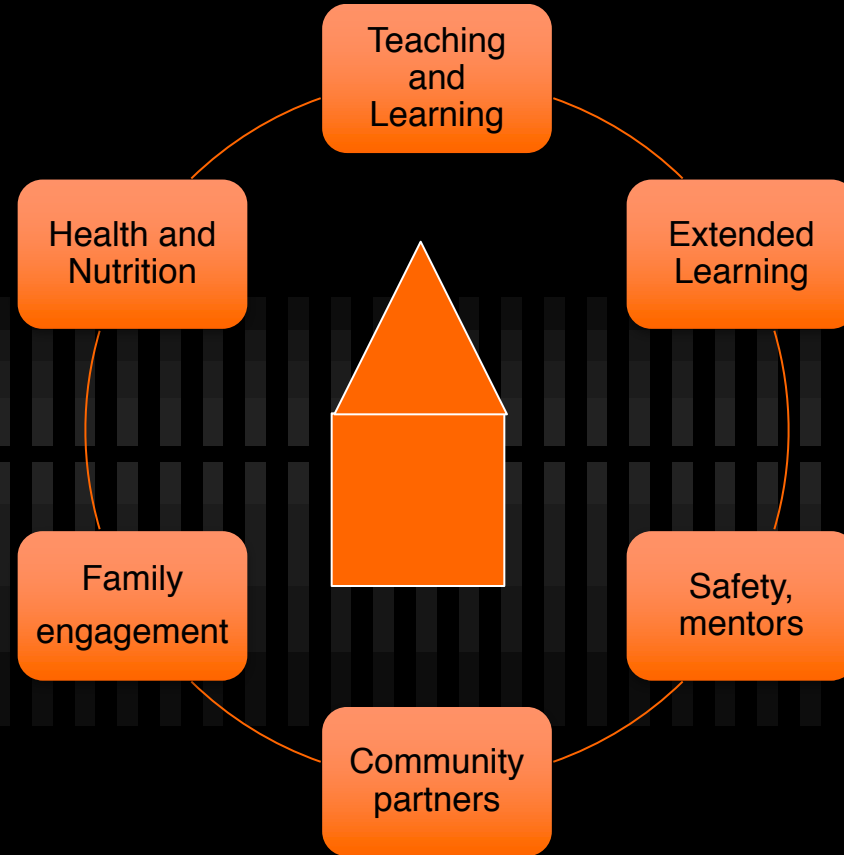 Teaching
and
Learning
Health and
Nutrition
Extended
Learning
Family
engagement
Safety,
mentors
Community
partners